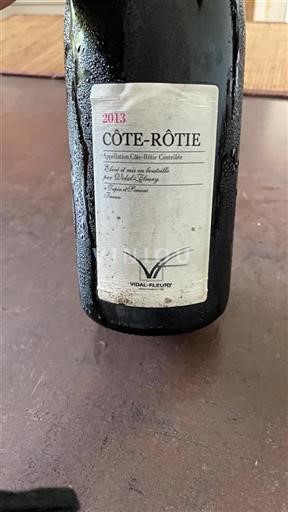 2013
CÔTE-RÔTIE
Appellation Côte-Rôtie Contrôlée
Élevé et mis en bouteille
par Vidal-Fleury
à Tupin et Semons
France
VIDAL-FLEURY